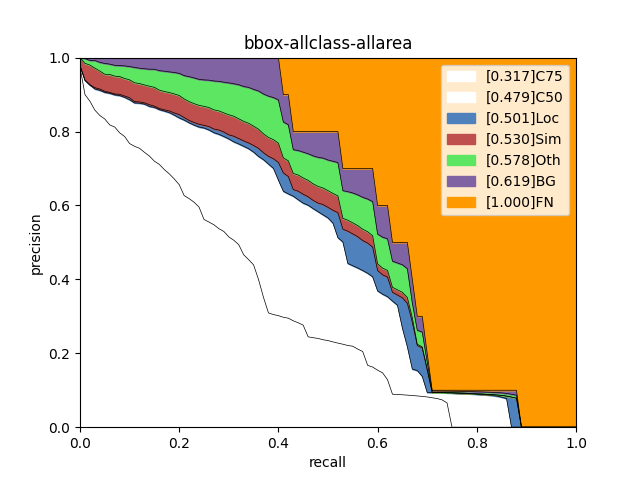 bbox-allclass-allarea
1.0
0.8
0.6
0.4
0.2
0.0
precision
[0.317]C75
[0.479]C50
[0.501]Loc
[0.530]Sim
[0.578]Oth
[0.619]BG
[1.000]FN
0.0 0.2 0.4 0.6 0.8 1.0
recall